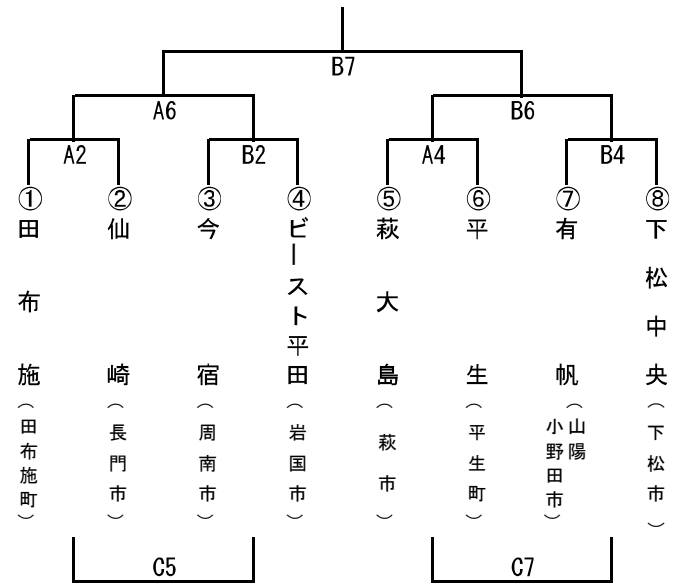 B7
A6
B6
A2
B2
A4
B4
①
②
③
④
⑤
⑥
⑦
⑧
田布施
仙崎
今宿
ビースト平田
萩大島
平生
有帆
下松中央
(田布施町)
(長門市)
(周南市)
(岩国市)
(萩市)
(平生町)
(山陽
小野田市)
(下松市)
C5
C7